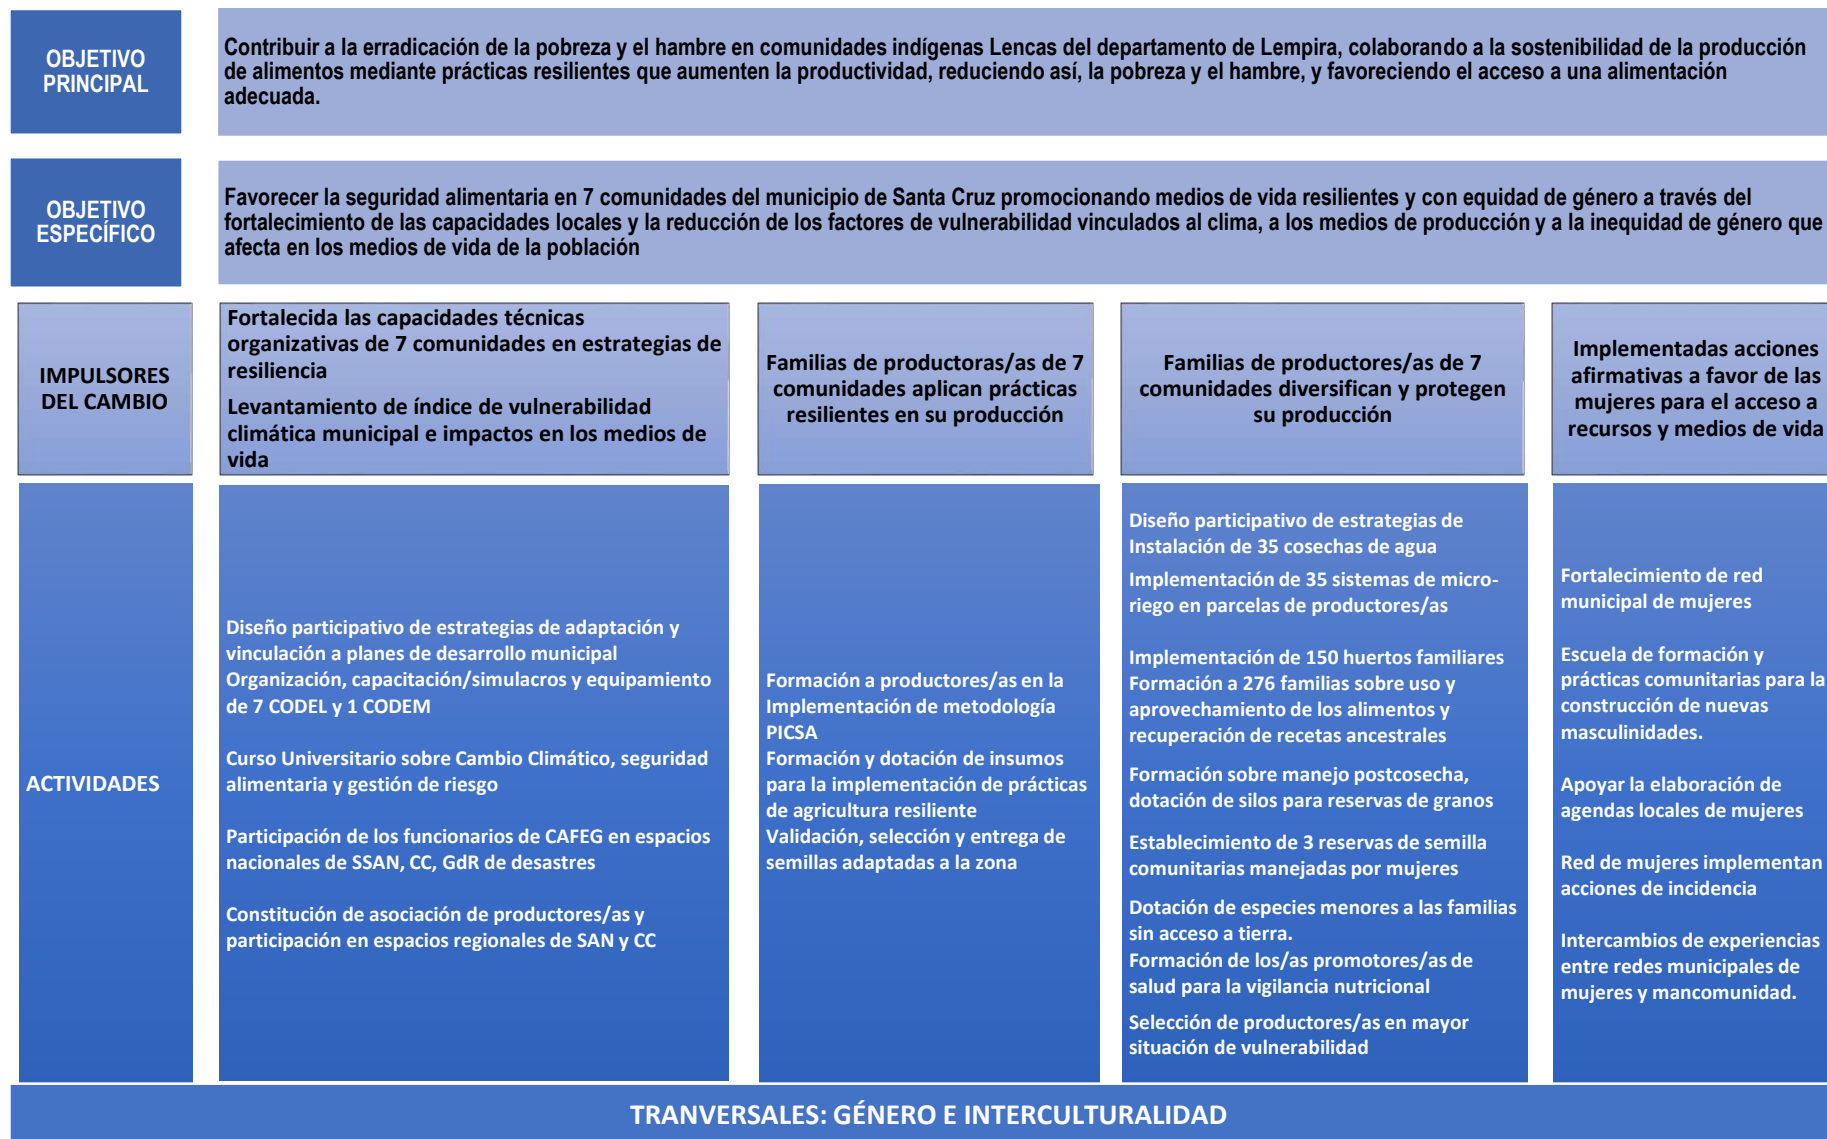 OBJETIVO
PRINCIPAL
Contribuir a la erradicación de la pobreza y el hambre en comunidades indígenas Lencas del departamento de Lempira, colaborando a la sostenibilidad de la producción
de alimentos mediante prácticas resilientes que aumenten la productividad, reduciendo así, la pobreza y el hambre, y favoreciendo el acceso a una alimentación
adecuada.
OBJETIVO
ESPECÍFICO
Favorecer la seguridad alimentaria en 7 comunidades del municipio de Santa Cruz promocionando medios de vida resilientes y con equidad de género a través del
fortalecimiento de las capacidades locales y la reducción de los factores de vulnerabilidad vinculados al clima, a los medios de producción y a la inequidad de género que
afecta en los medios de vida de la población
IMPULSORES
DEL CAMBIO
Fortalecida las capacidades técnicas
organizativas de 7 comunidades en estrategias de
resiliencia
Levantamiento de índice de vulnerabilidad
climática municipal e impactos en los medios de
vida
Familias de productoras/as de 7
comunidades aplican prácticas
resilientes en su producción
Familias de productores/as de 7
comunidades diversifican y protegen
su producción
Implementadas acciones
afirmativas a favor de las
mujeres para el acceso a
recursos y medios de vida
ACTIVIDADES
Diseño participativo de estrategias de adaptación y
vinculación a planes de desarrollo municipal
Organización, capacitación/simulacros y equipamiento
de 7 CODEL y 1 CODEM
Curso Universitario sobre Cambio Climático, seguridad
alimentaria y gestión de riesgo
Participación de los funcionarios de CAFEG en espacios
nacionales de SSAN, CC, GdR de desastres
Constitución de asociación de productores/as y
participación en espacios regionales de SAN y CC
Formación a productores/as en la
Implementación de metodología
PICSA
Formación y dotación de insumos
para la implementación de prácticas
de agricultura resiliente
Validación, selección y entrega de
semillas adaptadas a la zona
Diseño participativo de estrategias de
Instalación de 35 cosechas de agua
Implementación de 35 sistemas de micro-
riego en parcelas de productores/as
Implementación de 150 huertos familiares
Formación a 276 familias sobre uso y
aprovechamiento de los alimentos y
recuperación de recetas ancestrales
Formación sobre manejo postcosecha,
dotación de silos para reservas de granos
Establecimiento de 3 reservas de semilla
comunitarias manejadas por mujeres
Dotación de especies menores a las familias
sin acceso a tierra.
Formación de los/as promotores/as de
salud para la vigilancia nutricional
Selección de productores/as en mayor
situación de vulnerabilidad
Fortalecimiento de red
municipal de mujeres
Escuela de formación y
prácticas comunitarias para la
construcción de nuevas
masculinidades.
Apoyar la elaboración de
agendas locales de mujeres
Red de mujeres implementan
acciones de incidencia
Intercambios de experiencias
entre redes municipales de
mujeres y mancomunidad.
TRANVERSALES: GÉNERO E INTERCULTURALIDAD